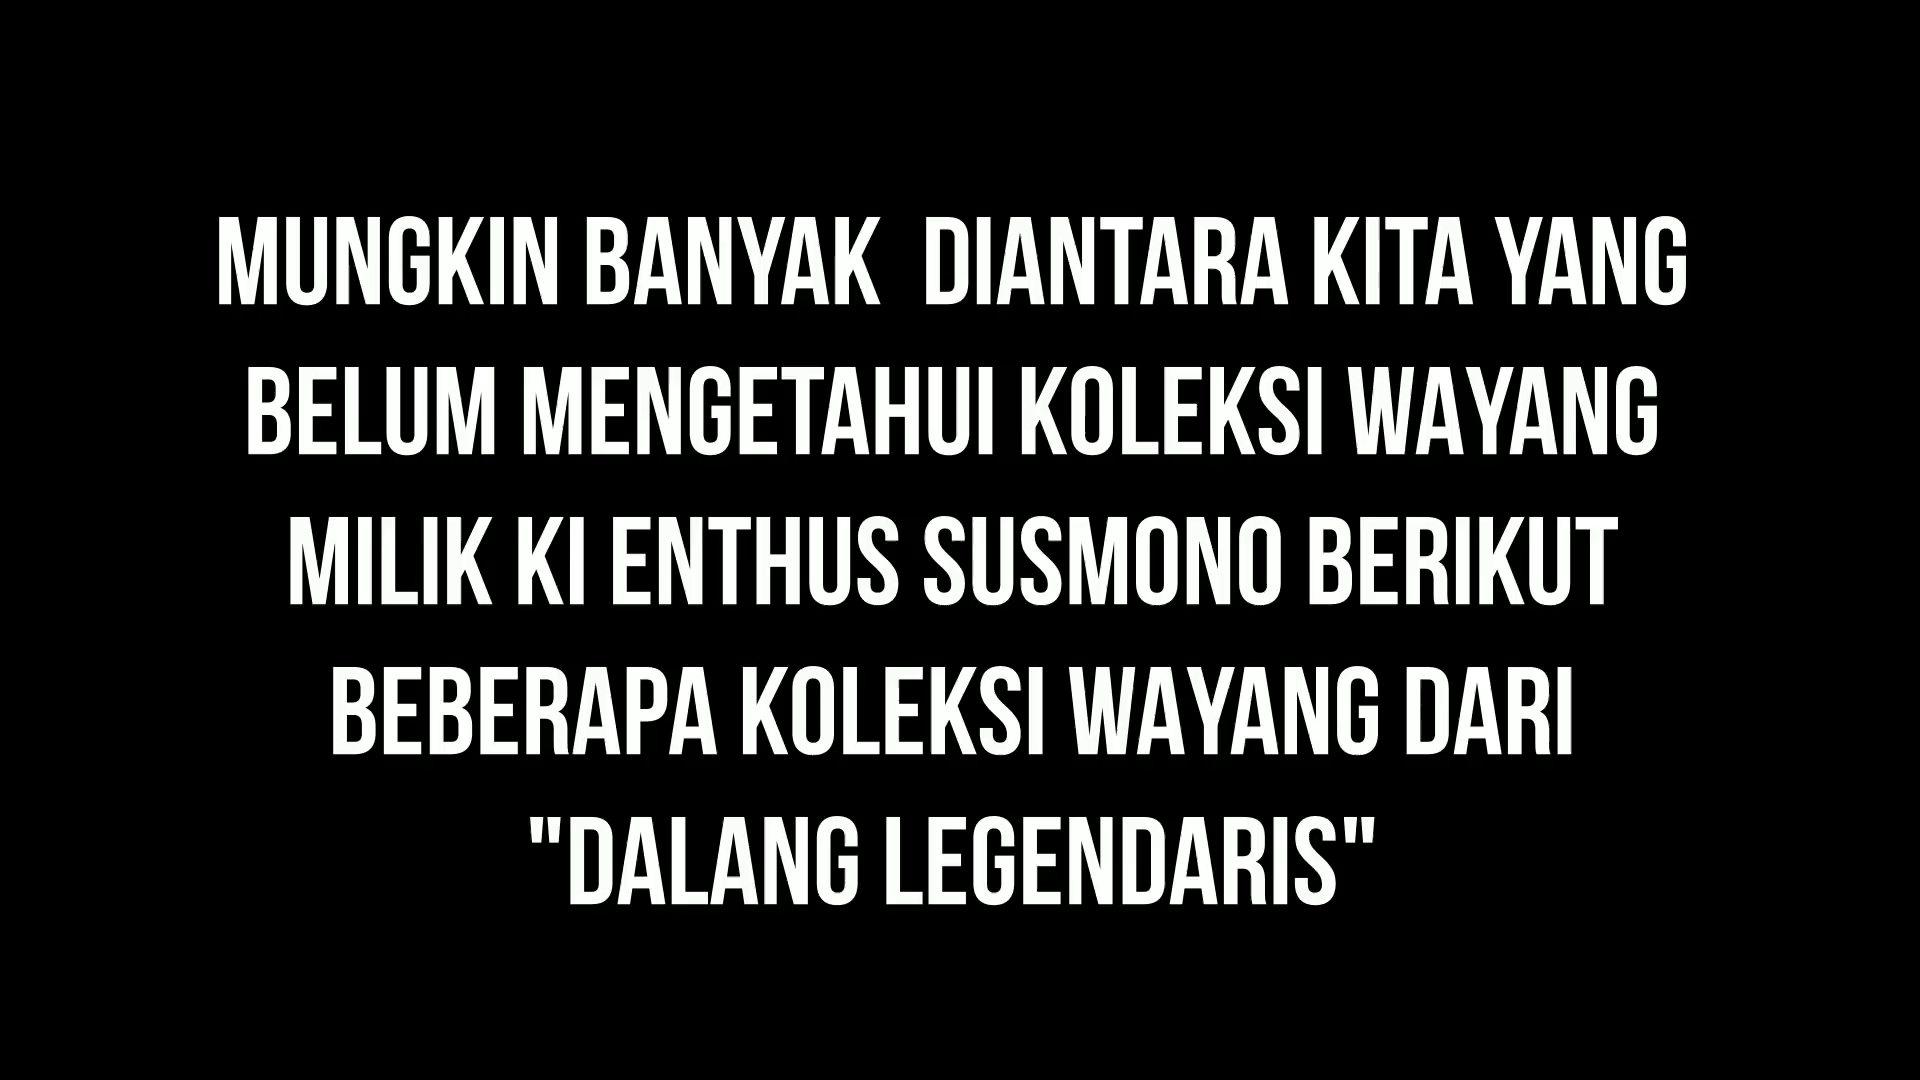 MUNGKIN BANYAK  DIANTARA KITA YANG
BELUM MENGETAHUI KOLEKSI WAYANG
MILIK KI ENTHUS SUSMONO BERIKUT
BEBERAPA KOLEKSI WAYANG DARI
"DALANG LEGENDARIS"